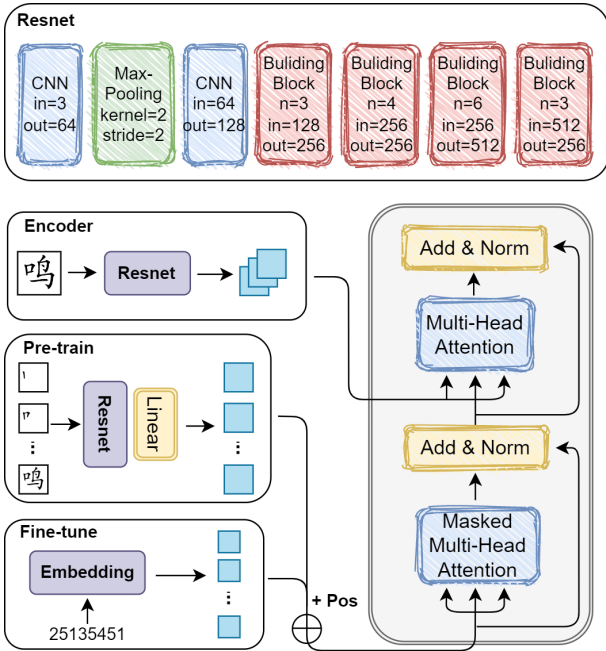 Resnet
CNN
in=3
out=64
Max-
Pooling
kernel=2
stride=2
CNN
in=64
out=128
Buliding
Block
n=3
in=128
out=256
Buliding
Block
n=4
in=256
out=256
Buliding
Block
n=6
in=256
out=512
Buliding
Block
n=3
in=512
out=256
Encoder
鸣
Resnet
Pre-train
...
鸣
Resnet
Linear
...
Fine-tune
Embedding
25135451
...
+ Pos
Add & Norm
Multi-Head
Attention
Add & Norm
Masked
Multi-Head
Attention